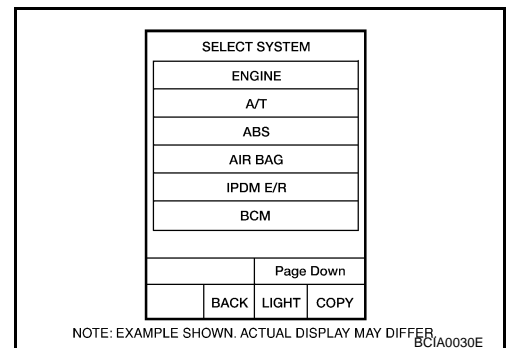 SELECT SYSTEM
ENGINE
A/T
ABS
AIR BAG
IPDM E/R
BCM
Page Down
BACK LIGHT COPY
NOTE: EXAMPLE SHOWN. ACTUAL DISPLAY MAY DIFFER.
BCIA0030E